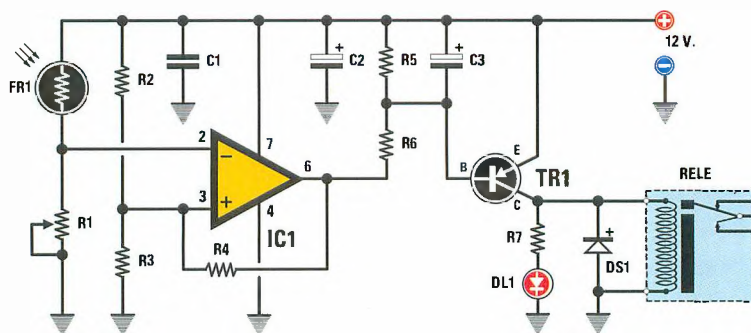 12 V.
C1
C2
R5
C3
R2
FR1
2
7
R6
E
6
B
TR1
RELE
3
4
C
R1
IC1
R4
R7
R3
DS1
DL1